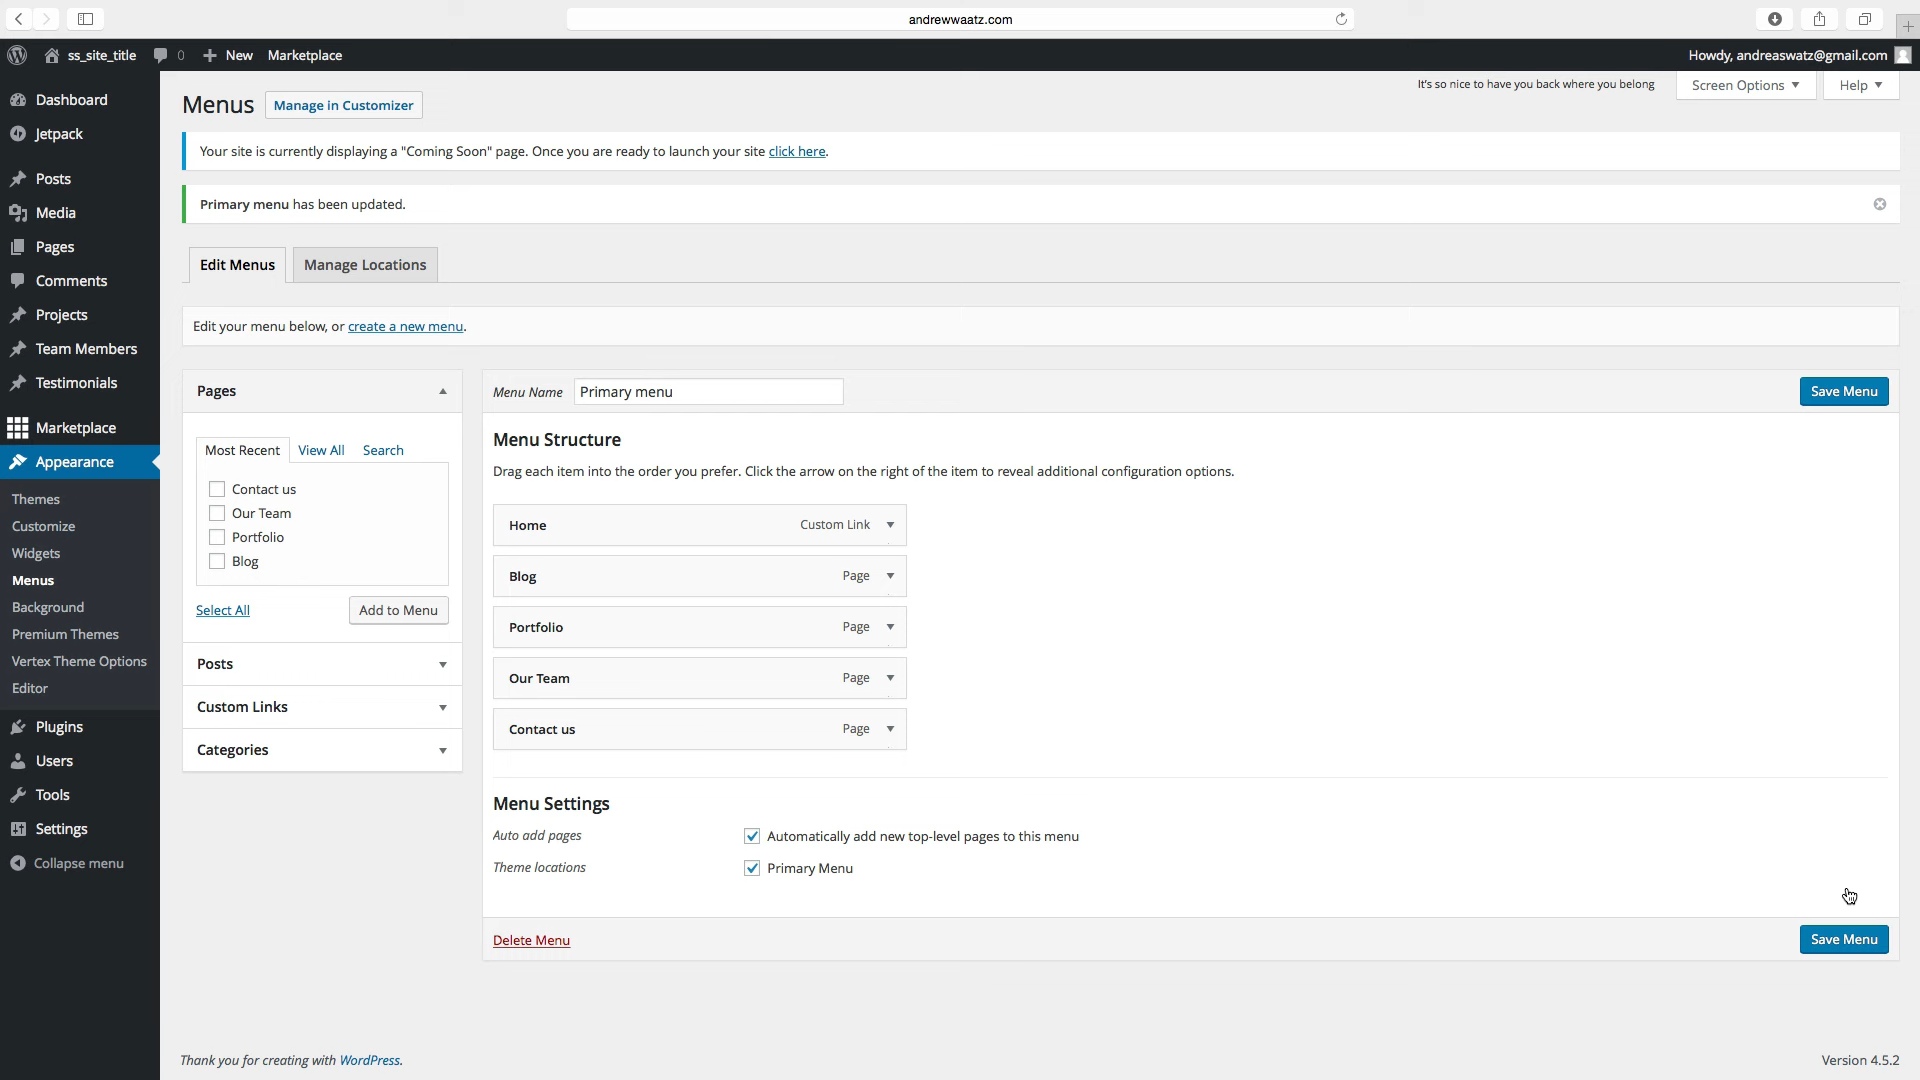 andrewwaatz.com
ss_site_title 0 New Marketplace Howdy, andreaswatz@gmail.com
It's so nice to have you back where you belong Screen Options Help
Dashboard
Jetpack
Posts
Media
Pages
Comments
Projects
Team Members
Testimonials
Marketplace
Appearance
Themes
Customize
Widgets
Menus
Background
Premium Themes
Vertex Theme Options
Editor
Plugins
Users
Tools
Settings
Collapse menu
Menus Manage in Customizer
Your site is currently displaying a "Coming Soon" page. Once you are ready to launch your site click here.
Primary menu has been updated.
Edit Menus Manage Locations
Edit your menu below, or create a new menu.
Pages
Most Recent View All Search
Contact us
Our Team
Portfolio
Blog
Select All Add to Menu
Posts
Custom Links
Categories
Menu Name Primary menu Save Menu
Menu Structure
Drag each item into the order you prefer. Click the arrow on the right of the item to reveal additional configuration options.
Home Custom Link
Blog Page
Portfolio Page
Our Team Page
Contact us Page
Menu Settings
Auto add pages Automatically add new top-level pages to this menu
Theme locations Primary Menu
Delete Menu Save Menu
Thank you for creating with WordPress. Version 4.5.2